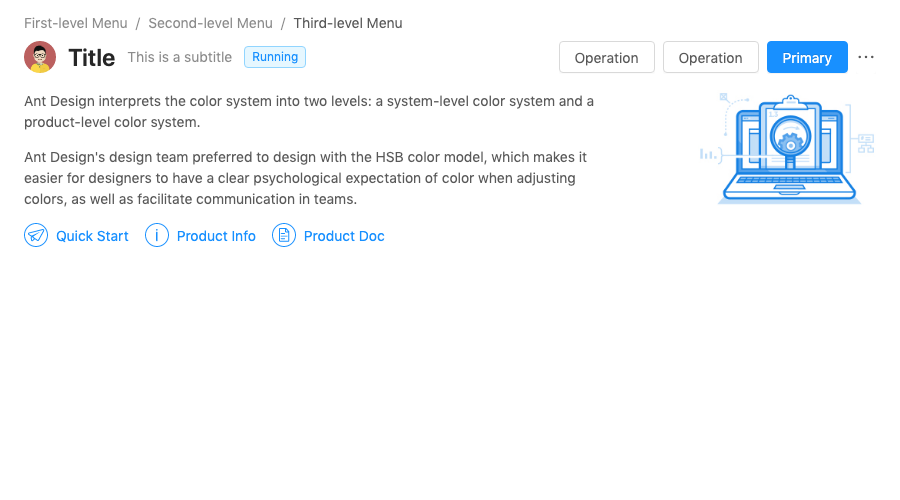 First-level Menu / Second-level Menu / Third-level Menu
Title This is a subtitle Running Operation Operation Primary ···
Ant Design interprets the color system into two levels: a system-level color system and a
product-level color system.
Ant Design's design team preferred to design with the HSB color model, which makes it
easier for designers to have a clear psychological expectation of color when adjusting
colors, as well as facilitate communication in teams.
Quick Start Product Info Product Doc